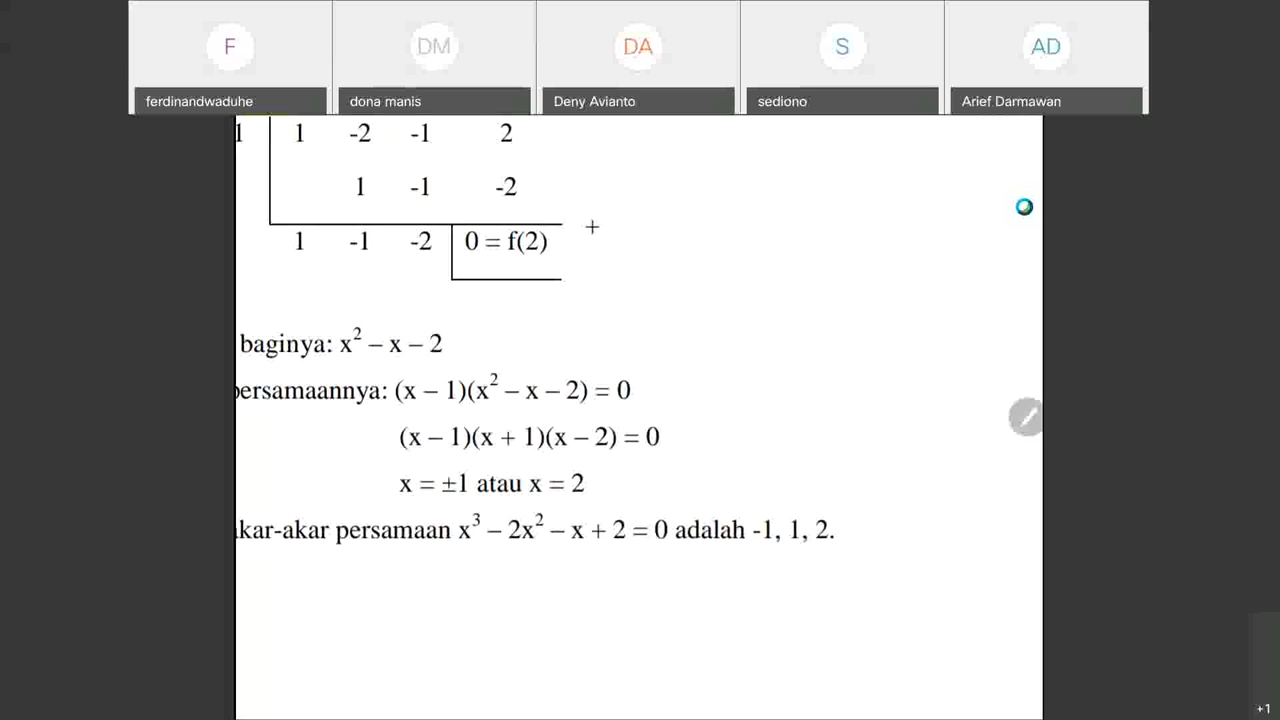 F DM DA S AD
ferdinandwaduhe dona manis Deny Avianto sediono Arief Darmawan
1 1 -2 -1 2
1 -1 -2
+
1 -1 -2 0 = f(2)
baginya: x² – x – 2
persamaannya: (x – 1)(x² – x – 2) = 0
(x – 1)(x + 1)(x – 2) = 0
x = ±1 atau x = 2
kar-akar persamaan x³ – 2x² – x + 2 = 0 adalah -1, 1, 2.
+1